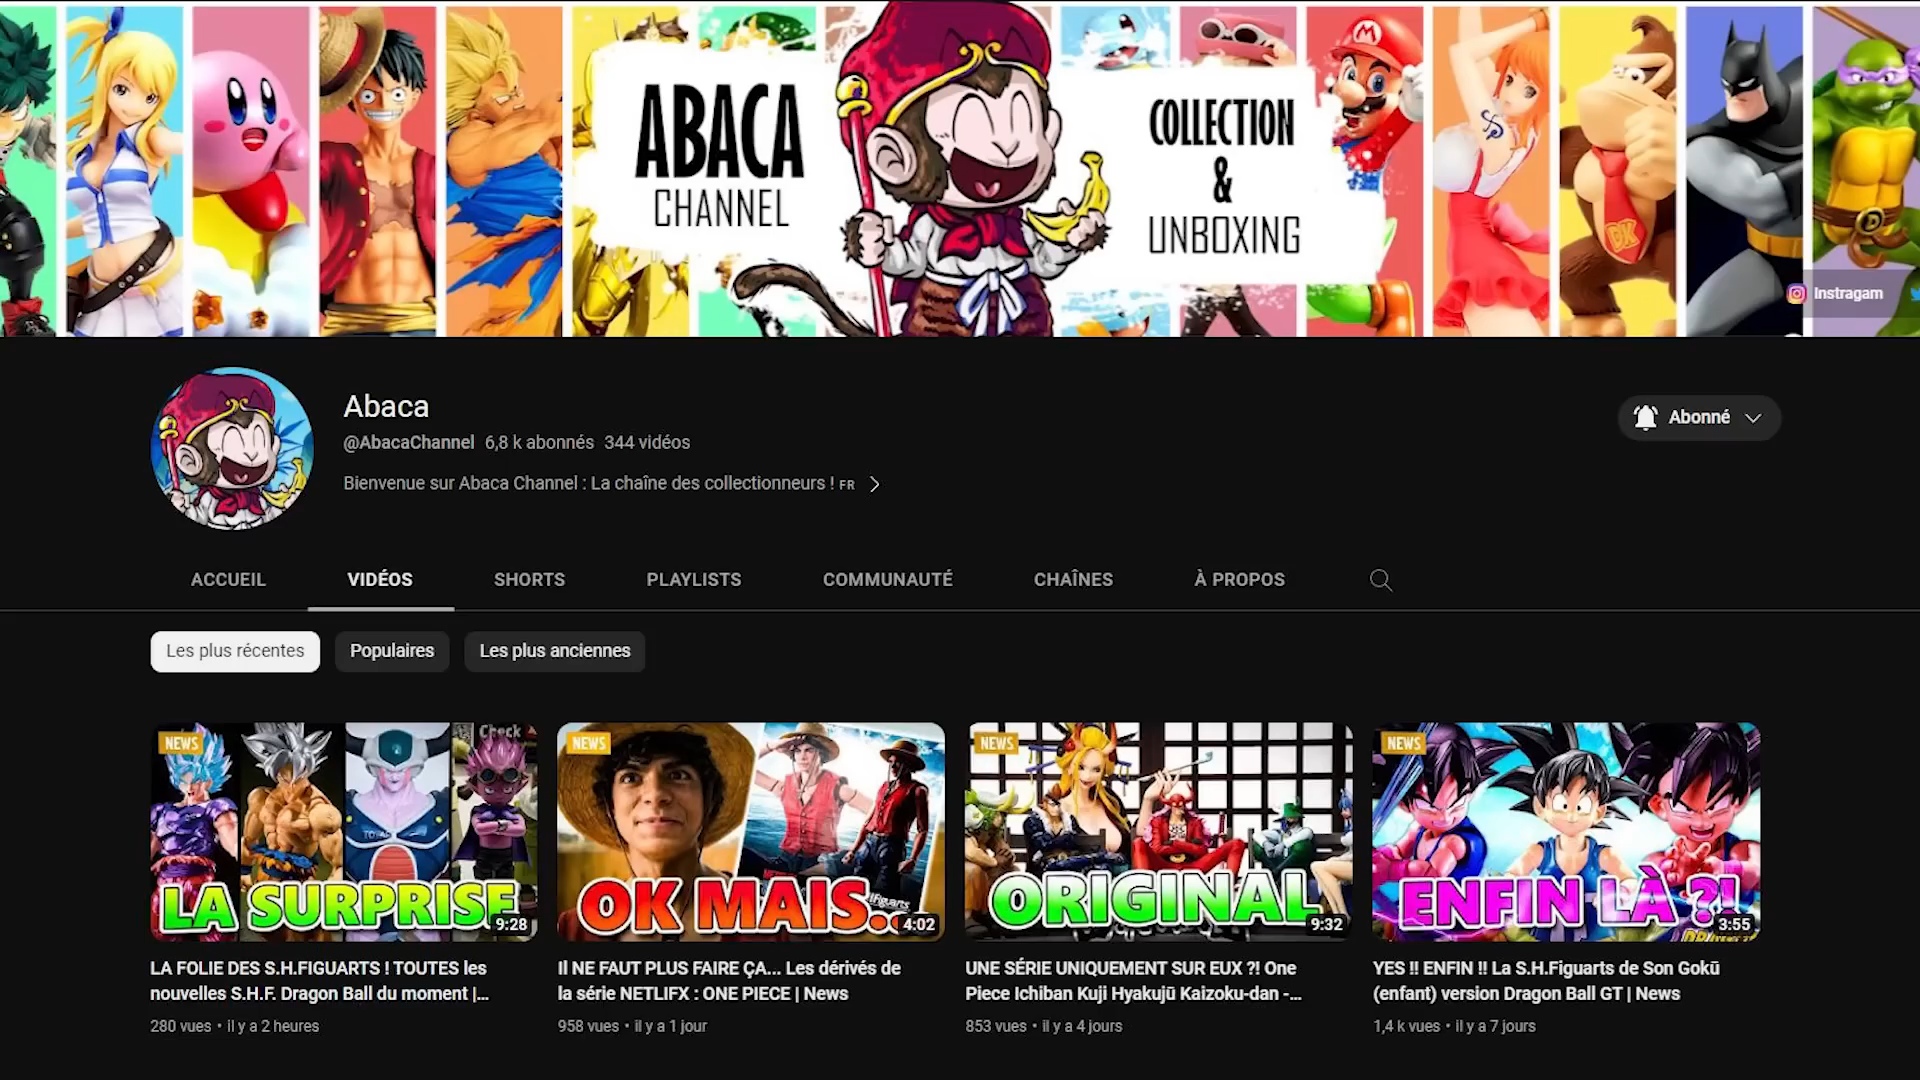 ABACA
CHANNEL
COLLECTION
&
UNBOXING
Instragam
Abaca
@AbacaChannel 6,8 k abonnés 344 vidéos
Bienvenue sur Abaca Channel : La chaîne des collectionneurs ! FR
Abonné
ACCUEIL VIDÉOS SHORTS PLAYLISTS COMMUNAUTÉ CHAÎNES À PROPOS
Les plus récentes Populaires Les plus anciennes
NEWS
Check
LA SURPRISE
9:28
NEWS
OK MAIS..
4:02
NEWS
ORIGINAL
9:32
NEWS
ENFIN LÀ ?!
3:55
LA FOLIE DES S.H.FIGUARTS ! TOUTES les
nouvelles S.H.F. Dragon Ball du moment |...
280 vues • il y a 2 heures
Il NE FAUT PLUS FAIRE ÇA... Les dérivés de
la série NETLIFX : ONE PIECE | News
958 vues • il y a 1 jour
UNE SÉRIE UNIQUEMENT SUR EUX ?! One
Piece Ichiban Kuji Hyakujū Kaizoku-dan -...
853 vues • il y a 4 jours
YES !! ENFIN !! La S.H.Figuarts de Son Gokū
(enfant) version Dragon Ball GT | News
1,4 k vues • il y a 7 jours